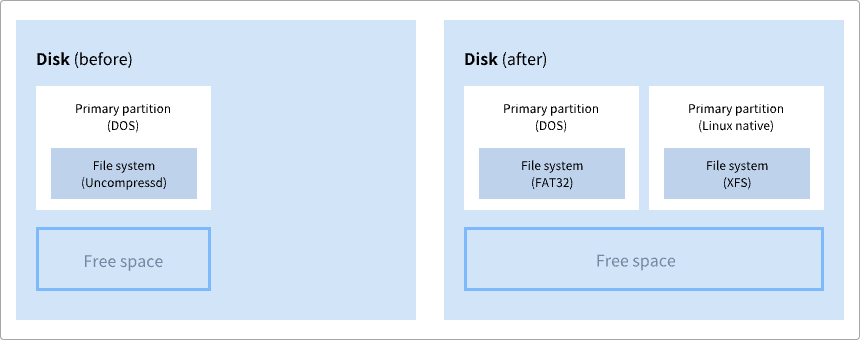 Disk (before)
Primary partition
(DOS)
File system
(Uncompressd)
Free space
Disk (after)
Primary partition
(DOS)
File system
(FAT32)
Primary partition
(Linux native)
File system
(XFS)
Free space